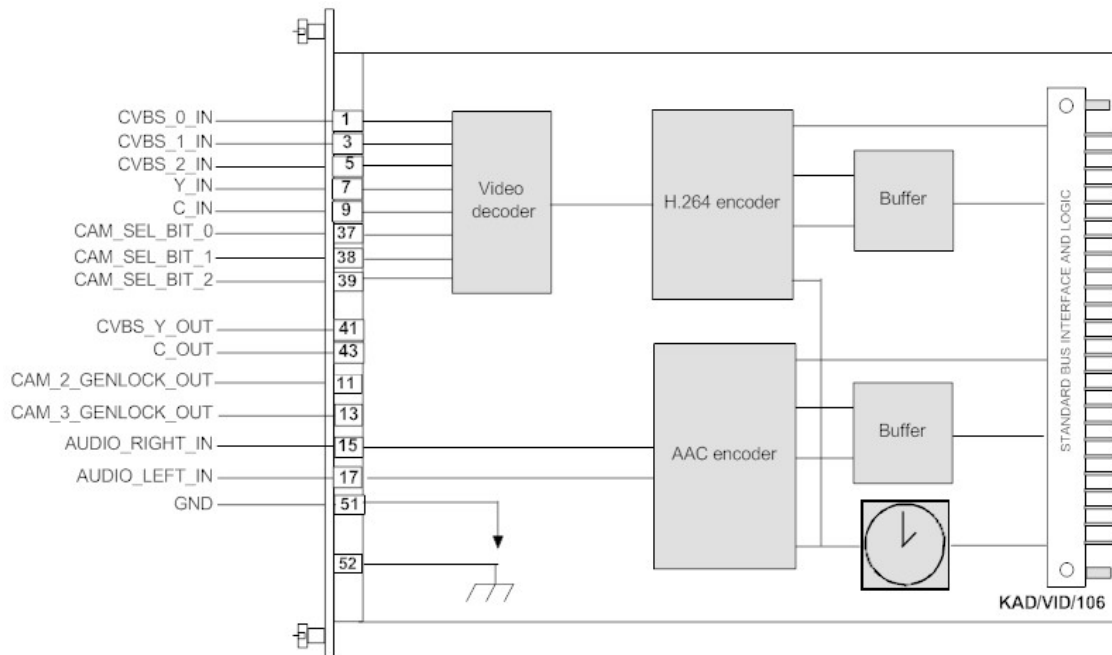 CVBS_0_IN 1
CVBS_1_IN 3
CVBS_2_IN 5
Y_IN 7
C_IN 9
CAM_SEL_BIT_0 37
CAM_SEL_BIT_1 38
CAM_SEL_BIT_2 39
CVBS_Y_OUT 41
C_OUT 43
CAM_2_GENLOCK_OUT 11
CAM_3_GENLOCK_OUT 13
AUDIO_RIGHT_IN 15
AUDIO_LEFT_IN 17
GND 51
52
Video
decoder
H.264 encoder
Buffer
AAC encoder
Buffer
STANDARD BUS INTERFACE AND LOGIC
KAD/VID/106